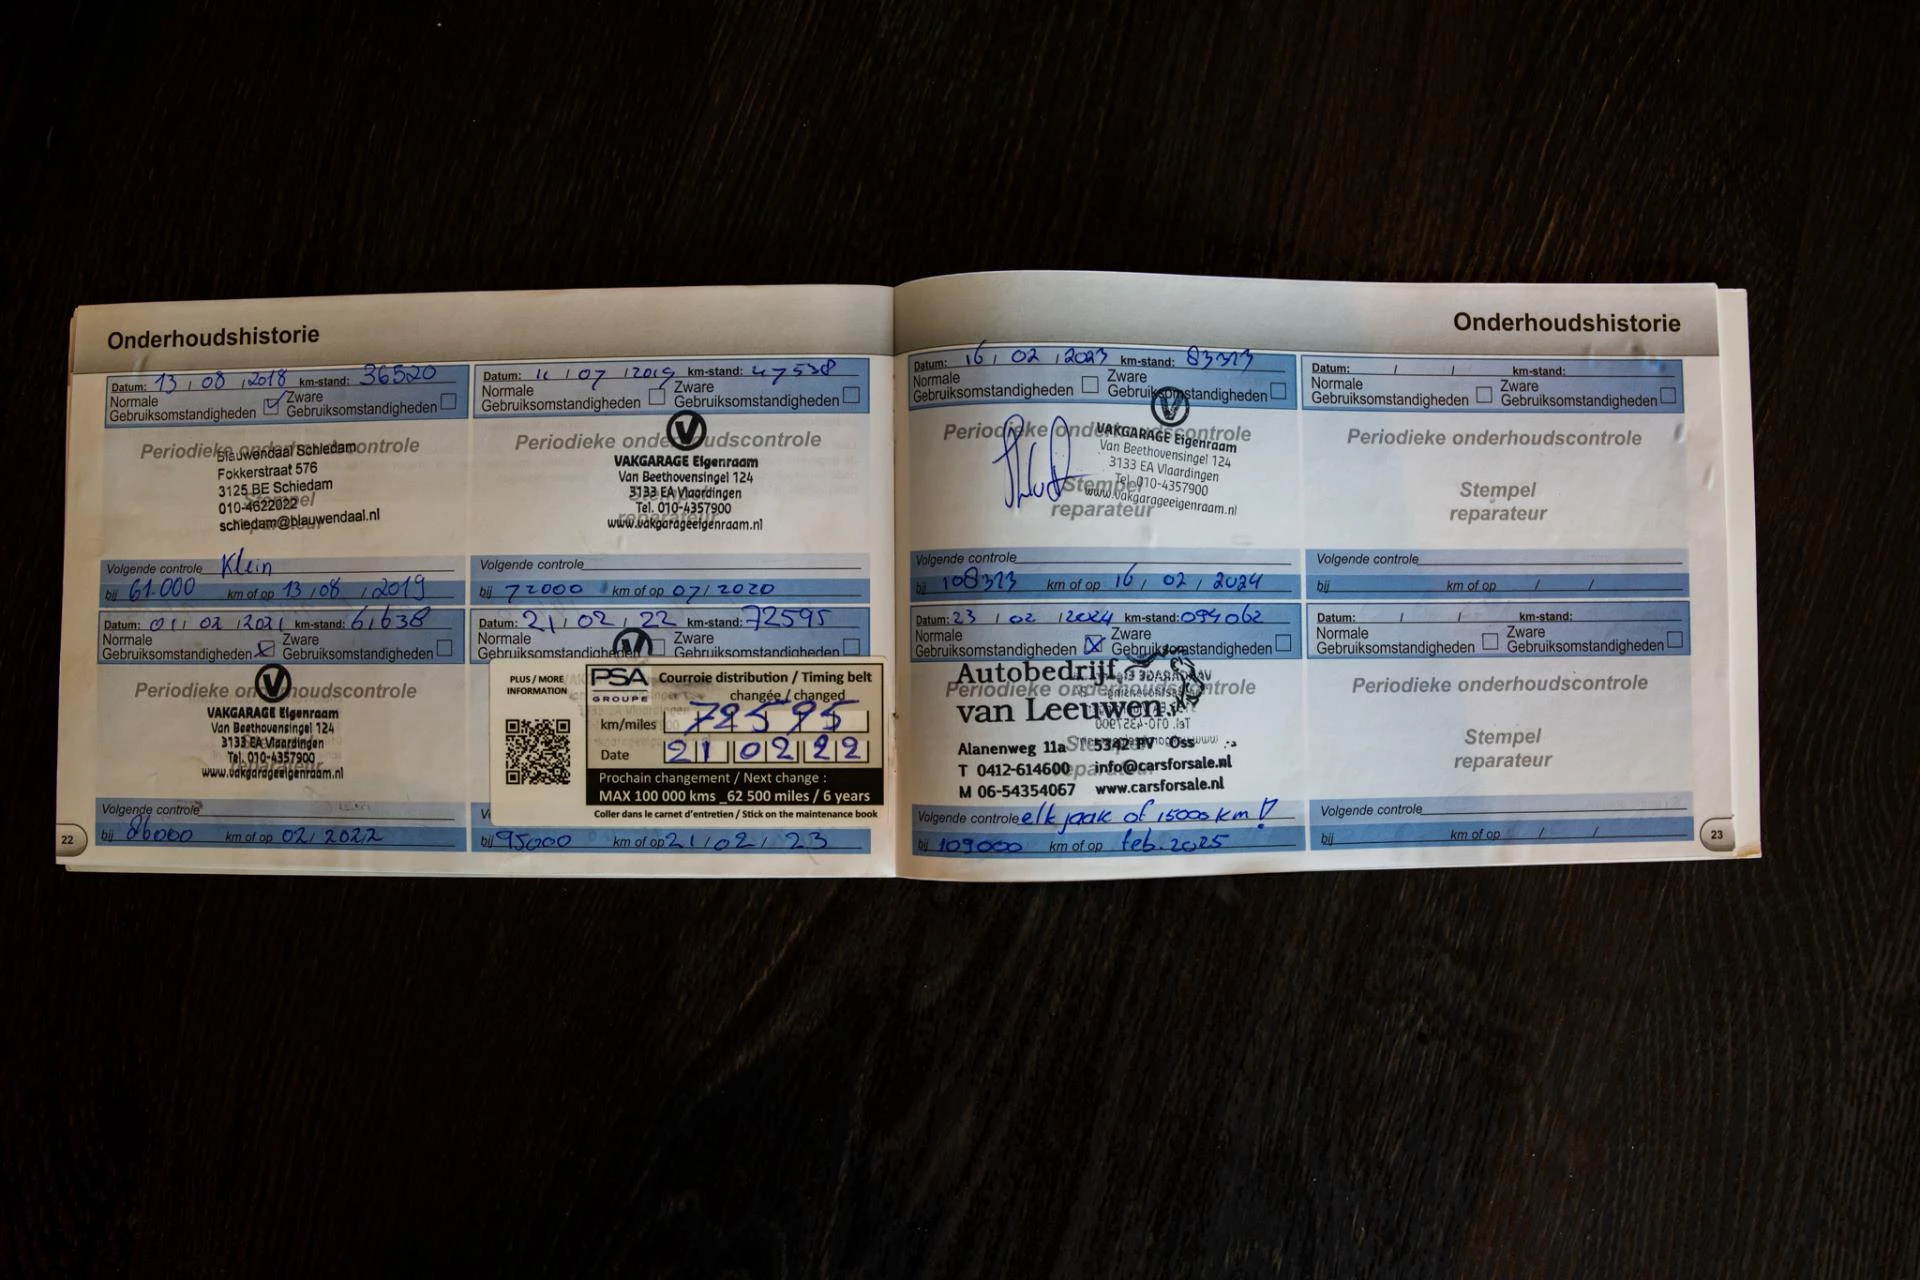 Onderhoudshistorie
Datum: 13 / 08 / 2018 km-stand: 36520
Normale Gebruiksomstandigheden Zware Gebruiksomstandigheden
Periodieke onderhoudscontrole
Blauwendaal Schiedam
Fokkerstraat 576
3125 BE Schiedam
010-4622022
schiedam@blauwendaal.nl
Stempel
reparateur
Volgende controle Klein
bij 61.000 km of op 13 / 08 / 2019
Datum: 11 / 07 / 2019 km-stand: 47538
Normale Gebruiksomstandigheden Zware Gebruiksomstandigheden
Periodieke onderhoudscontrole
VAKGARAGE Eigenraam
Van Beethovensingel 124
3133 EA Vlaardingen
Tel. 010-4357900
www.vakgarageeigenraam.nl
reparateur
Volgende controle
bij 72000 km of op 07/2020
Datum: 01 / 02 / 2021 km-stand: 61638
Normale Gebruiksomstandigheden Zware Gebruiksomstandigheden
Periodieke onderhoudscontrole
VAKGARAGE Eigenraam
Van Beethovensingel 124
3133 EA Vlaardingen
Tel. 010-4357900
www.vakgarageeigenraam.nl
reparateur
Volgende controle
bij 86000 km of op 02/2022
Datum: 21 / 02 / 22 km-stand: 72595
Normale Gebruiksomstandigheden Zware Gebruiksomstandigheden
PLUS / MORE
INFORMATION
PSA
GROUPE
Courroie distribution / Timing belt
changée / changed
km/miles 72595
Date 21 02 22
Prochain changement / Next change :
MAX 100 000 kms _62 500 miles / 6 years
Coller dans le carnet d'entretien / Stick on the maintenance book
bij 95000 km of op 21 / 02 / 23
22
Onderhoudshistorie
Datum: 16 / 02 / 2023 km-stand: 83323
Normale Gebruiksomstandigheden Zware Gebruiksomstandigheden
Periodieke onderhoudscontrole
VAKGARAGE Eigenraam
Van Beethovensingel 124
3133 EA Vlaardingen
Tel. 010-4357900
www.vakgarageeigenraam.nl
Stempel
reparateur
Volgende controle
bij 108323 km of op 16 / 02 / 2024
Datum: / / km-stand:
Normale Gebruiksomstandigheden Zware Gebruiksomstandigheden
Periodieke onderhoudscontrole
Stempel
reparateur
Volgende controle
bij km of op / /
Datum: 23 / 02 / 2024 km-stand: 094062
Normale Gebruiksomstandigheden Zware Gebruiksomstandigheden
Periodieke onderhoudscontrole
Autobedrijf
van Leeuwen
Alanenweg 11a 5342 PV Oss
T 0412-614600 info@carsforsale.nl
M 06-54354067 www.carsforsale.nl
Volgende controle elk jaar of 15000 km!
bij 109000 km of op feb. 2025
Datum: / / km-stand:
Normale Gebruiksomstandigheden Zware Gebruiksomstandigheden
Periodieke onderhoudscontrole
Stempel
reparateur
Volgende controle
bij km of op / /
23